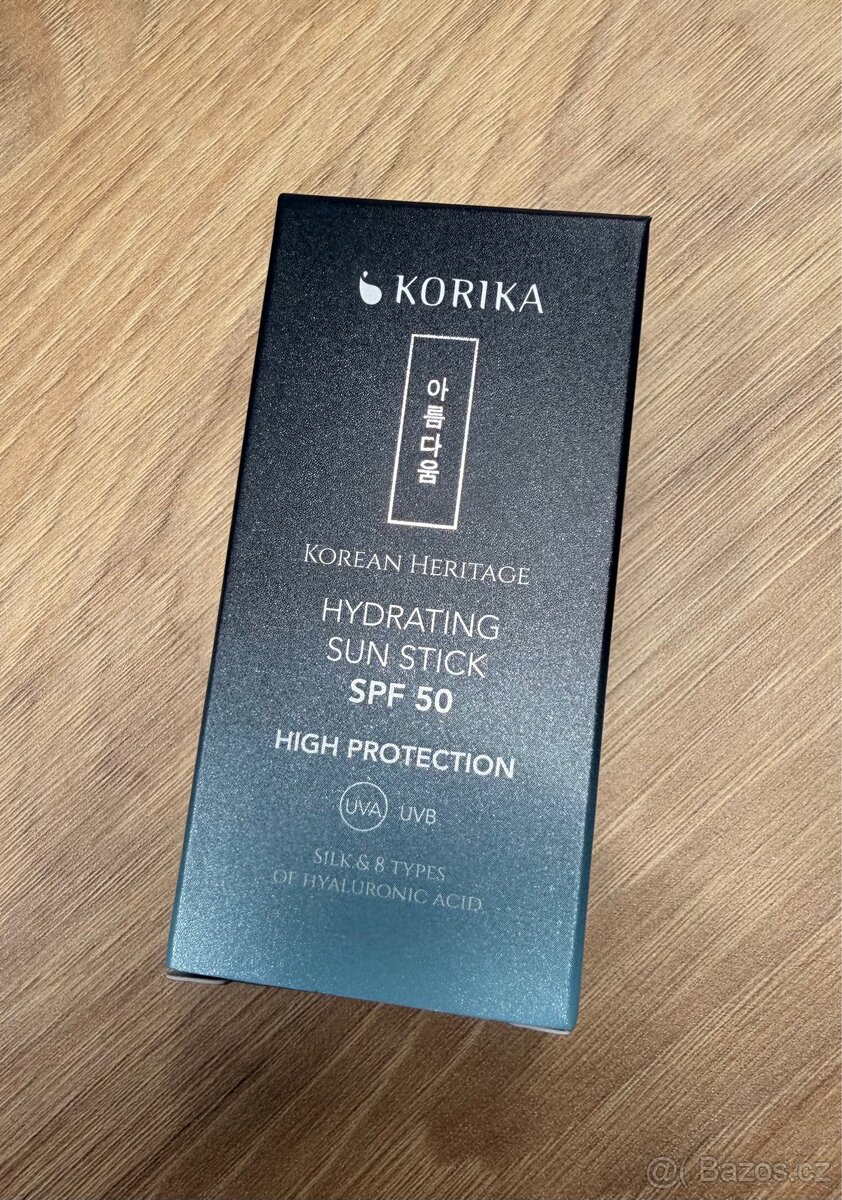 KORIKA
아름다움
KOREAN HERITAGE
HYDRATING
SUN STICK
SPF 50
HIGH PROTECTION
UVA UVB
SILK & 8 TYPES
OF HYALURONIC ACID
@( Bazos.cz